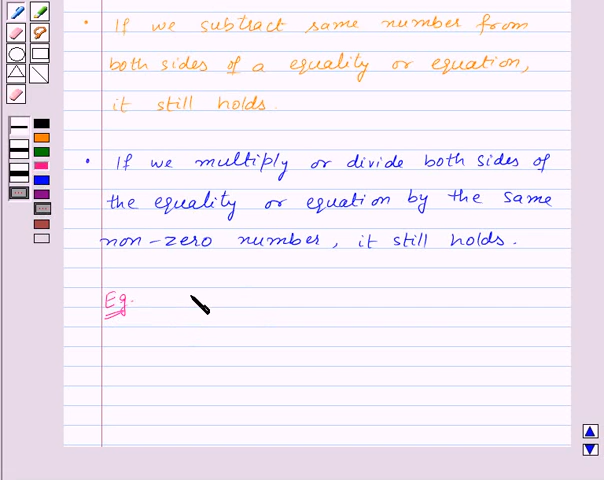 • If we subtract same number from
both sides of a equality or equation,
it still holds.
• If we multiply or divide both sides of
the equality or equation by the same
non-zero number, it still holds.
Eg.